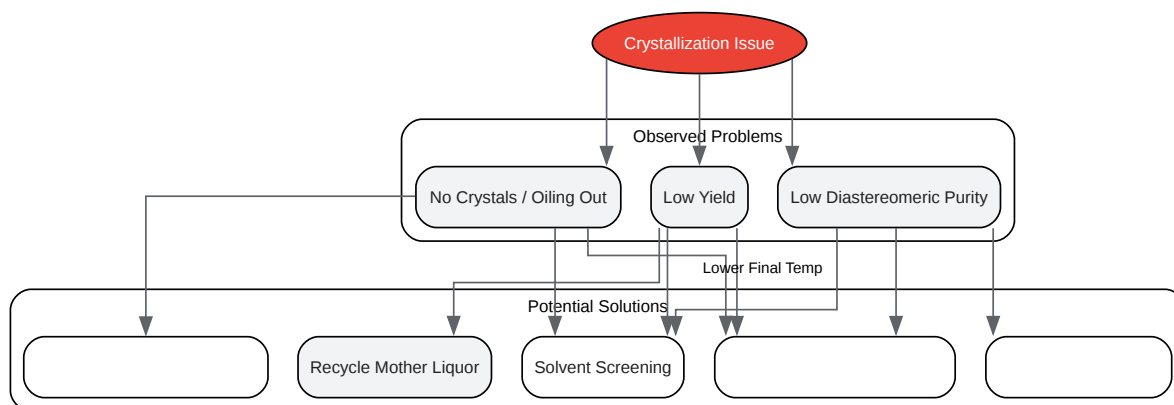 Crystallization Issue
Observed Problems
No Crystals / Oiling Out
Low Yield
Low Diastereomeric Purity
Lower Final Temp
Potential Solutions
Recycle Mother Liquor
Solvent Screening